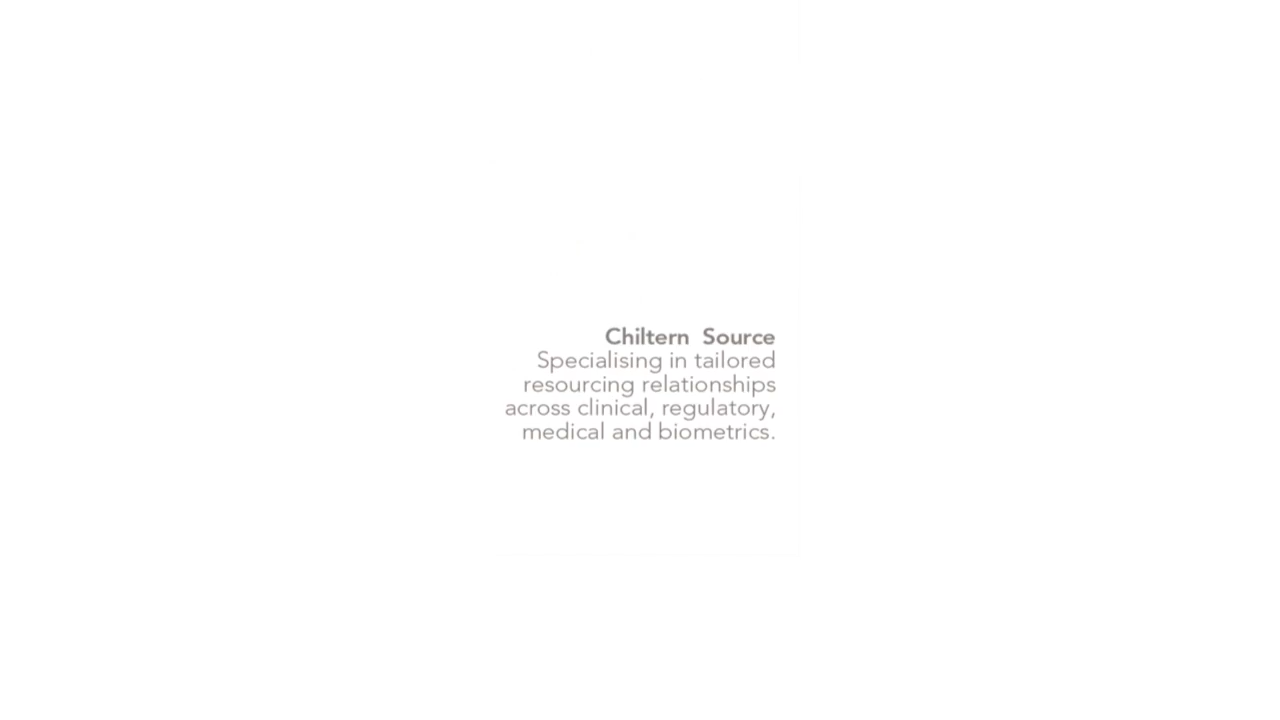 Chiltern Source
Specialising in tailored
resourcing relationships
across clinical, regulatory,
medical and biometrics.